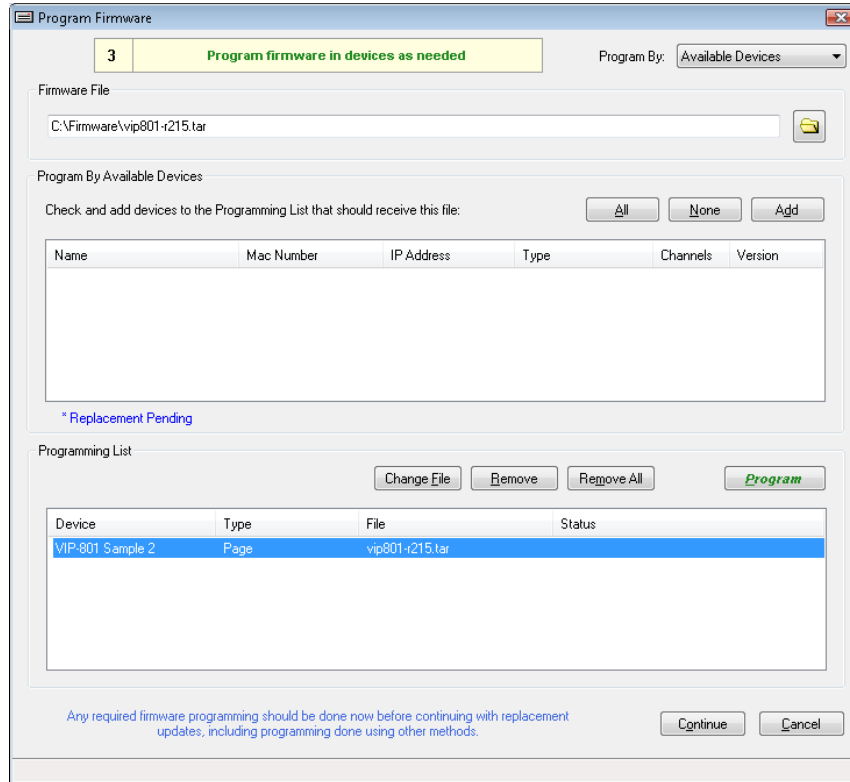 Program Firmware
3 Program firmware in devices as needed Program By: Available Devices
Firmware File
C:\Firmware\vip801-r215.tar
Program By Available Devices
Check and add devices to the Programming List that should receive this file: All None Add
Name Mac Number IP Address Type Channels Version
* Replacement Pending
Programming List
Change File Remove Remove All Program
Device Type File Status
VIP-801 Sample 2 Page vip801-r215.tar
Any required firmware programming should be done now before continuing with replacement
updates, including programming done using other methods.
Continue Cancel